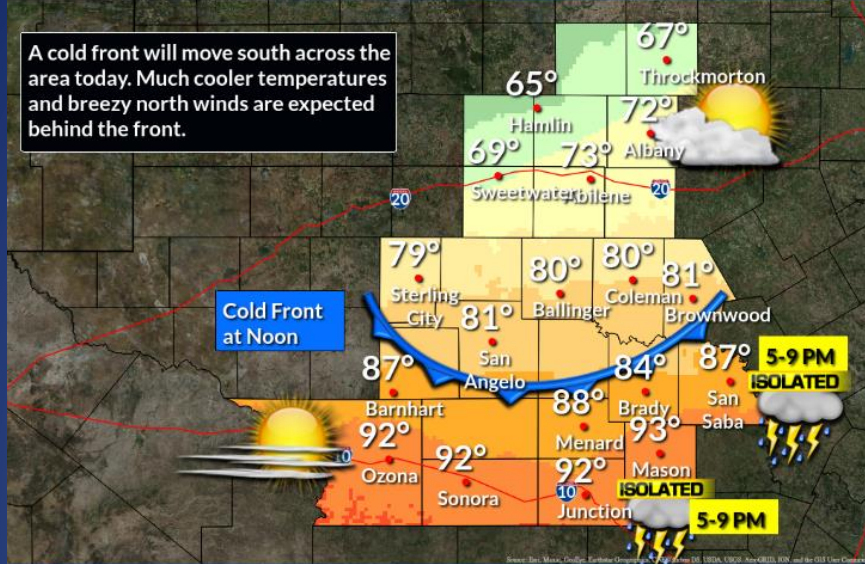 A cold front will move south across the
area today. Much cooler temperatures
and breezy north winds are expected
behind the front.
67°
Throckmorton
65°
Hamlin
72°
Albany
69°
Sweetwater
73°
Abilene
20
20
79°
Sterling
City
80°
Ballinger
80°
Coleman
81°
Brownwood
Cold Front
at Noon
81°
San
Angelo
87°
Barnhart
84°
Brady
87°
San
Saba
5-9 PM
ISOLATED
88°
Menard
92°
Ozona
92°
Sonora
93°
Mason
92°
Junction
10
ISOLATED
5-9 PM